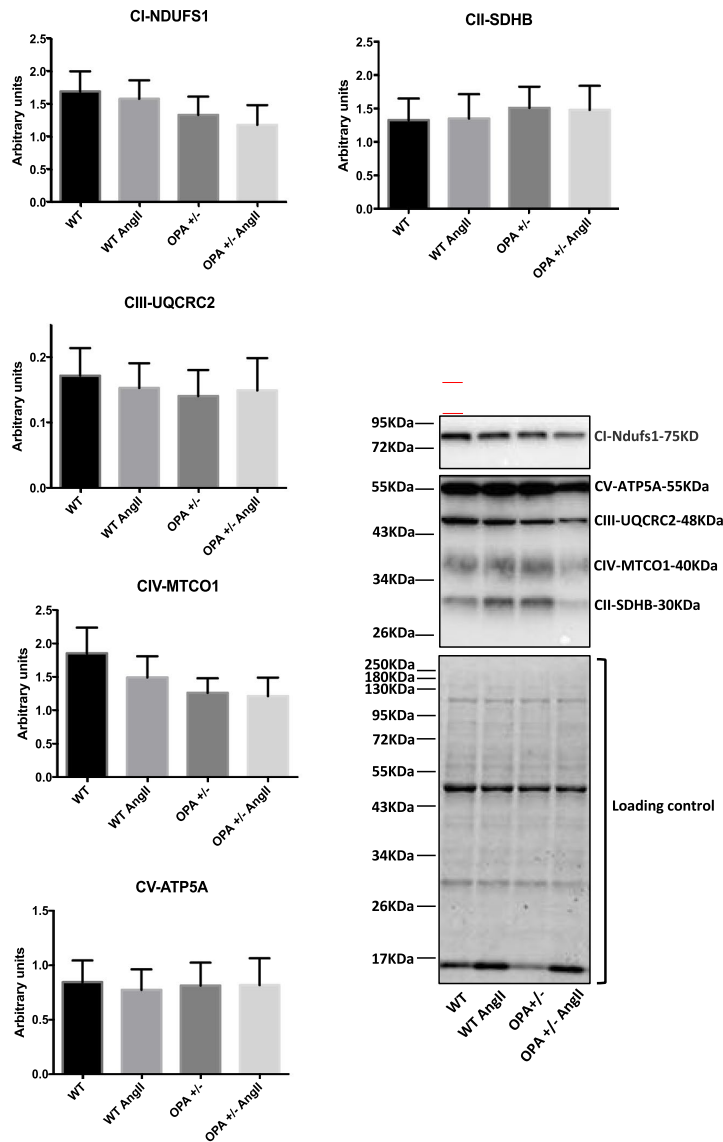 CI-NDUFS1
2.5
2.0
1.5
1.0
0.5
0.0
Arbitrary units
WT
WT AngII
OPA +/-
OPA +/- AngII
CII-SDHB
2.5
2.0
1.5
1.0
0.5
0.0
Arbitrary units
WT
WT AngII
OPA +/-
OPA +/- AngII
CIII-UQCRC2
0.2
0.1
0.0
Arbitrary units
WT
WT AngII
OPA +/-
OPA +/- AngII
CIV-MTCO1
2.5
2.0
1.5
1.0
0.5
0.0
Arbitrary units
WT
WT AngII
OPA +/-
OPA +/- AngII
CV-ATP5A
1.5
1.0
0.5
0.0
Arbitrary units
WT
WT AngII
OPA +/-
OPA +/- AngII
95KDa
72KDa
CI-Ndufs1-75KD
55KDa
43KDa
34KDa
26KDa
CV-ATP5A-55KDa
CIII-UQCRC2-48KDa
CIV-MTCO1-40KDa
CII-SDHB-30KDa
250KDa
180KDa
130KDa
95KDa
72KDa
55KDa
43KDa
34KDa
26KDa
17KDa
Loading control
WT
WT AngII
OPA+/-
OPA +/- AngII